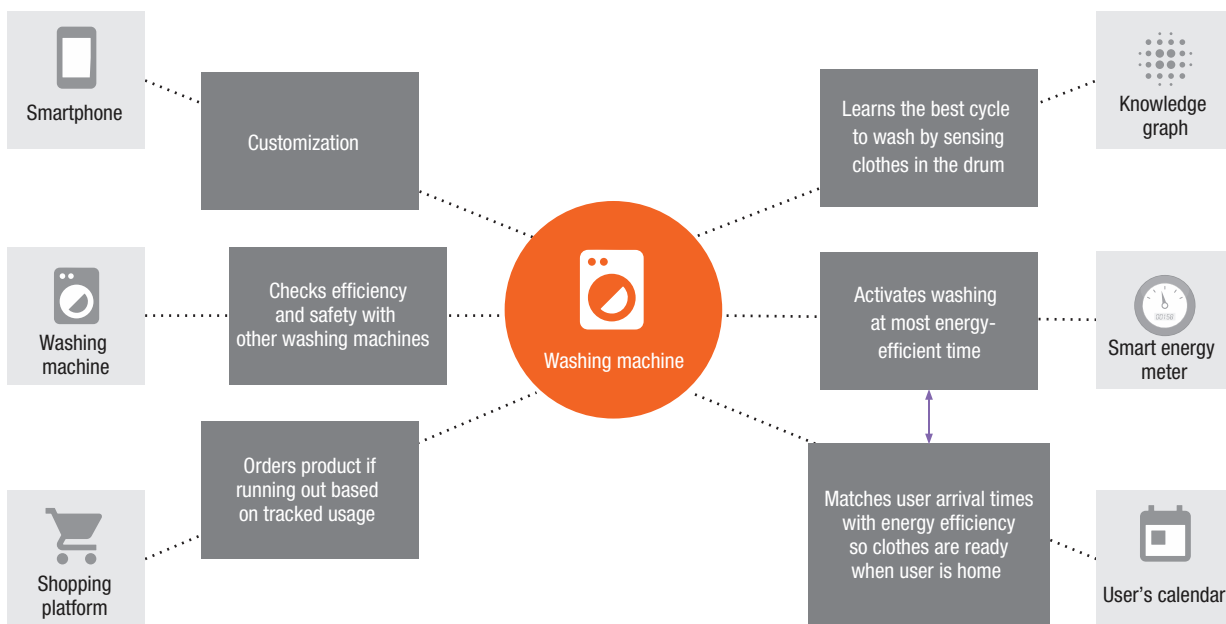 Smartphone
Customization
Washing
machine
Checks efficiency
and safety with
other washing machines
Shopping
platform
Orders product if
running out based
on tracked usage
Washing machine
Learns the best cycle
to wash by sensing
clothes in the drum
Knowledge
graph
Activates washing
at most energy-
efficient time
Smart energy
meter
Matches user arrival times
with energy efficiency
so clothes are ready
when user is home
User's calendar